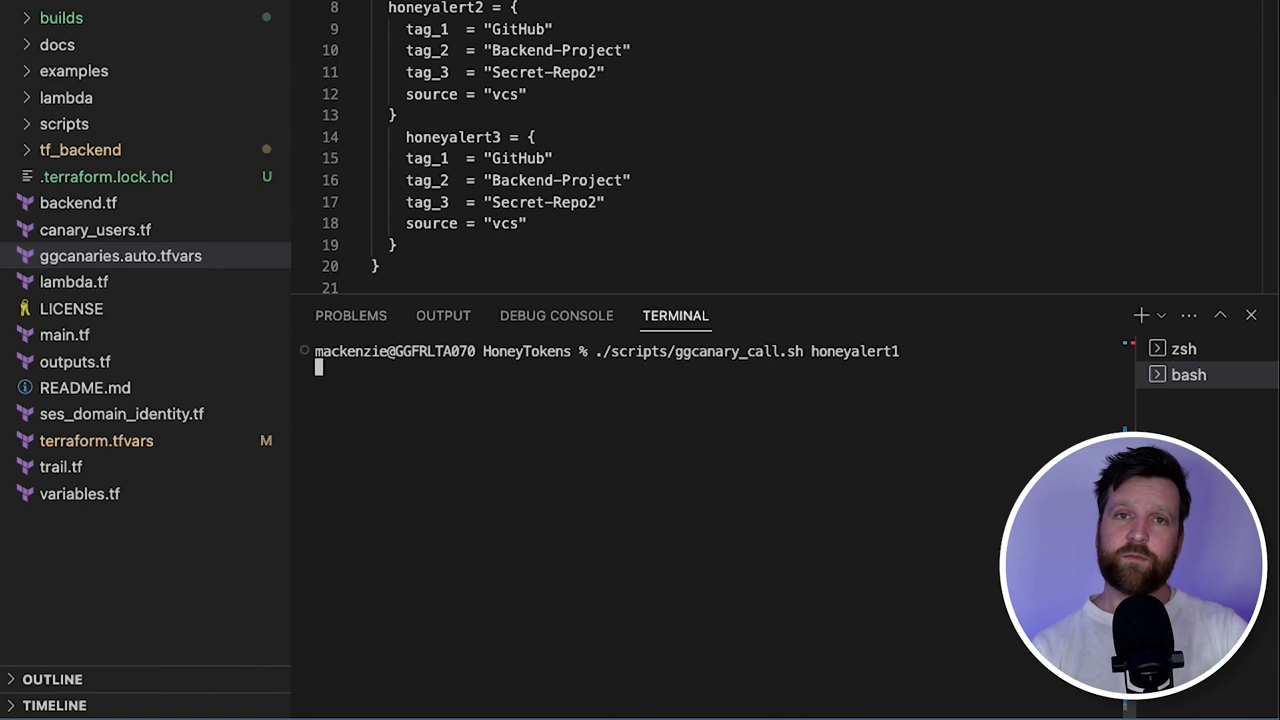 builds
docs
examples
lambda
scripts
tf_backend
.terraform.lock.hcl U
backend.tf
canary_users.tf
ggcanaries.auto.tfvars
lambda.tf
LICENSE
main.tf
outputs.tf
README.md
ses_domain_identity.tf
terraform.tfvars M
trail.tf
variables.tf
OUTLINE
TIMELINE
8 honeyalert2 = {
9 tag_1 = "GitHub"
10 tag_2 = "Backend-Project"
11 tag_3 = "Secret-Repo2"
12 source = "vcs"
13 }
14 honeyalert3 = {
15 tag_1 = "GitHub"
16 tag_2 = "Backend-Project"
17 tag_3 = "Secret-Repo2"
18 source = "vcs"
19 }
20 }
21
PROBLEMS OUTPUT DEBUG CONSOLE TERMINAL
mackenzie@GGFRLTA070 HoneyTokens % ./scripts/ggcanary_call.sh honeyalert1
zsh
bash